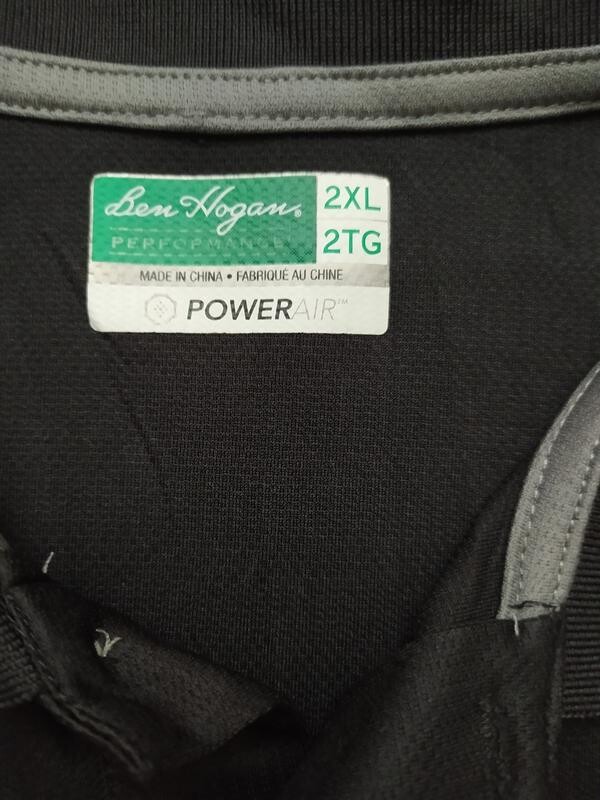 Ben Hogan®
2XL
PERFORMANCE
2TG
MADE IN CHINA • FABRIQUÉ AU CHINE
POWERAIR™